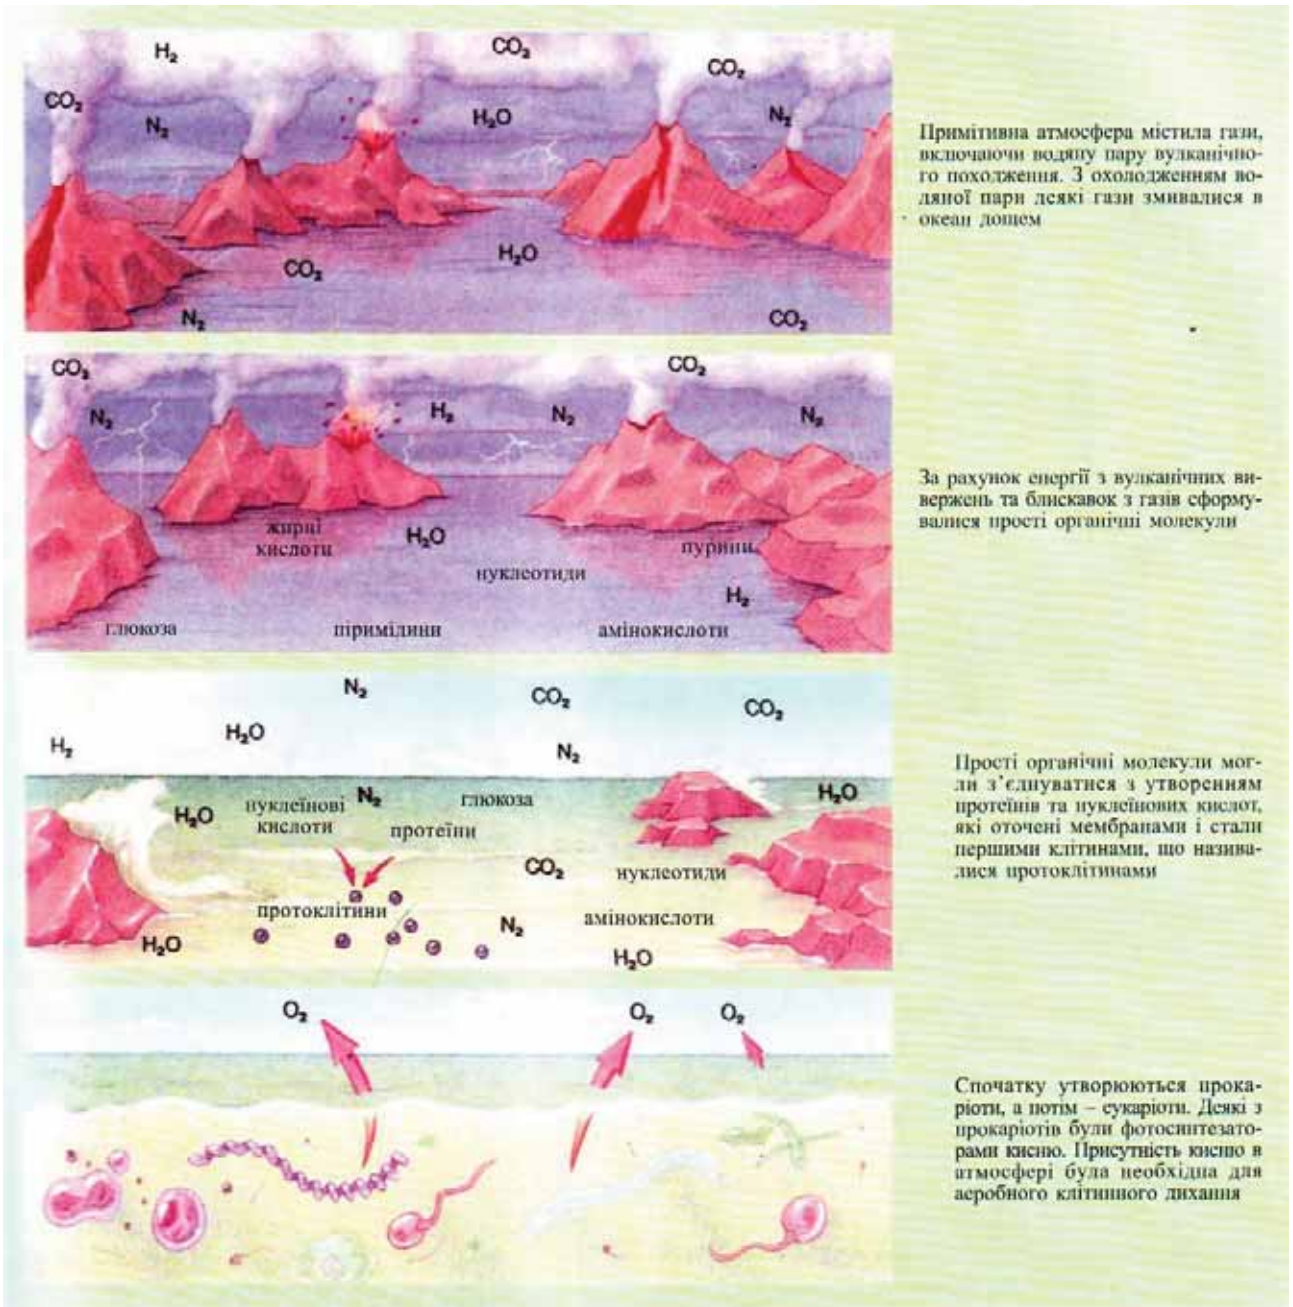 H₂
CO₂
CO₂
CO₂
N₂
H₂O
N₂
H₂O
CO₂
N₂
CO₂
Примітивна атмосфера містила гази,
включаючи водяну пару вулканічно-
го походження. З охолодженням во-
дяної пари деякі гази змивалися в
океан дощем
CO₂
CO₂
N₂
H₂
N₂
N₂
жирні
кислоти
H₂O
пурини
нуклеотиди
H₂
глюкоза
піримідини
амінокислоти
За рахунок енергії з вулканічних ви-
вержень та блискавок з газів сформу-
валися прості органічні молекули
N₂
CO₂
CO₂
H₂O
H₂
N₂
H₂O
нуклеїнові
кислоти
N₂
глюкоза
H₂O
протеїни
CO₂
нуклеотиди
протоклітини
N₂
амінокислоти
H₂O
H₂O
Прості органічні молекули мог-
ли з’єднуватися з утворенням
протеїнів та нуклеїнових кислот,
які оточені мембранами і стали
першими клітинами, що назива-
лися протоклітинами
O₂
O₂
O₂
Спочатку утворюються прока-
ріоти, а потім – еукаріоти. Деякі з
прокаріотів були фотосинтезато-
рами кисню. Присутність кисню в
атмосфері була необхідна для
аеробного клітинного дихання